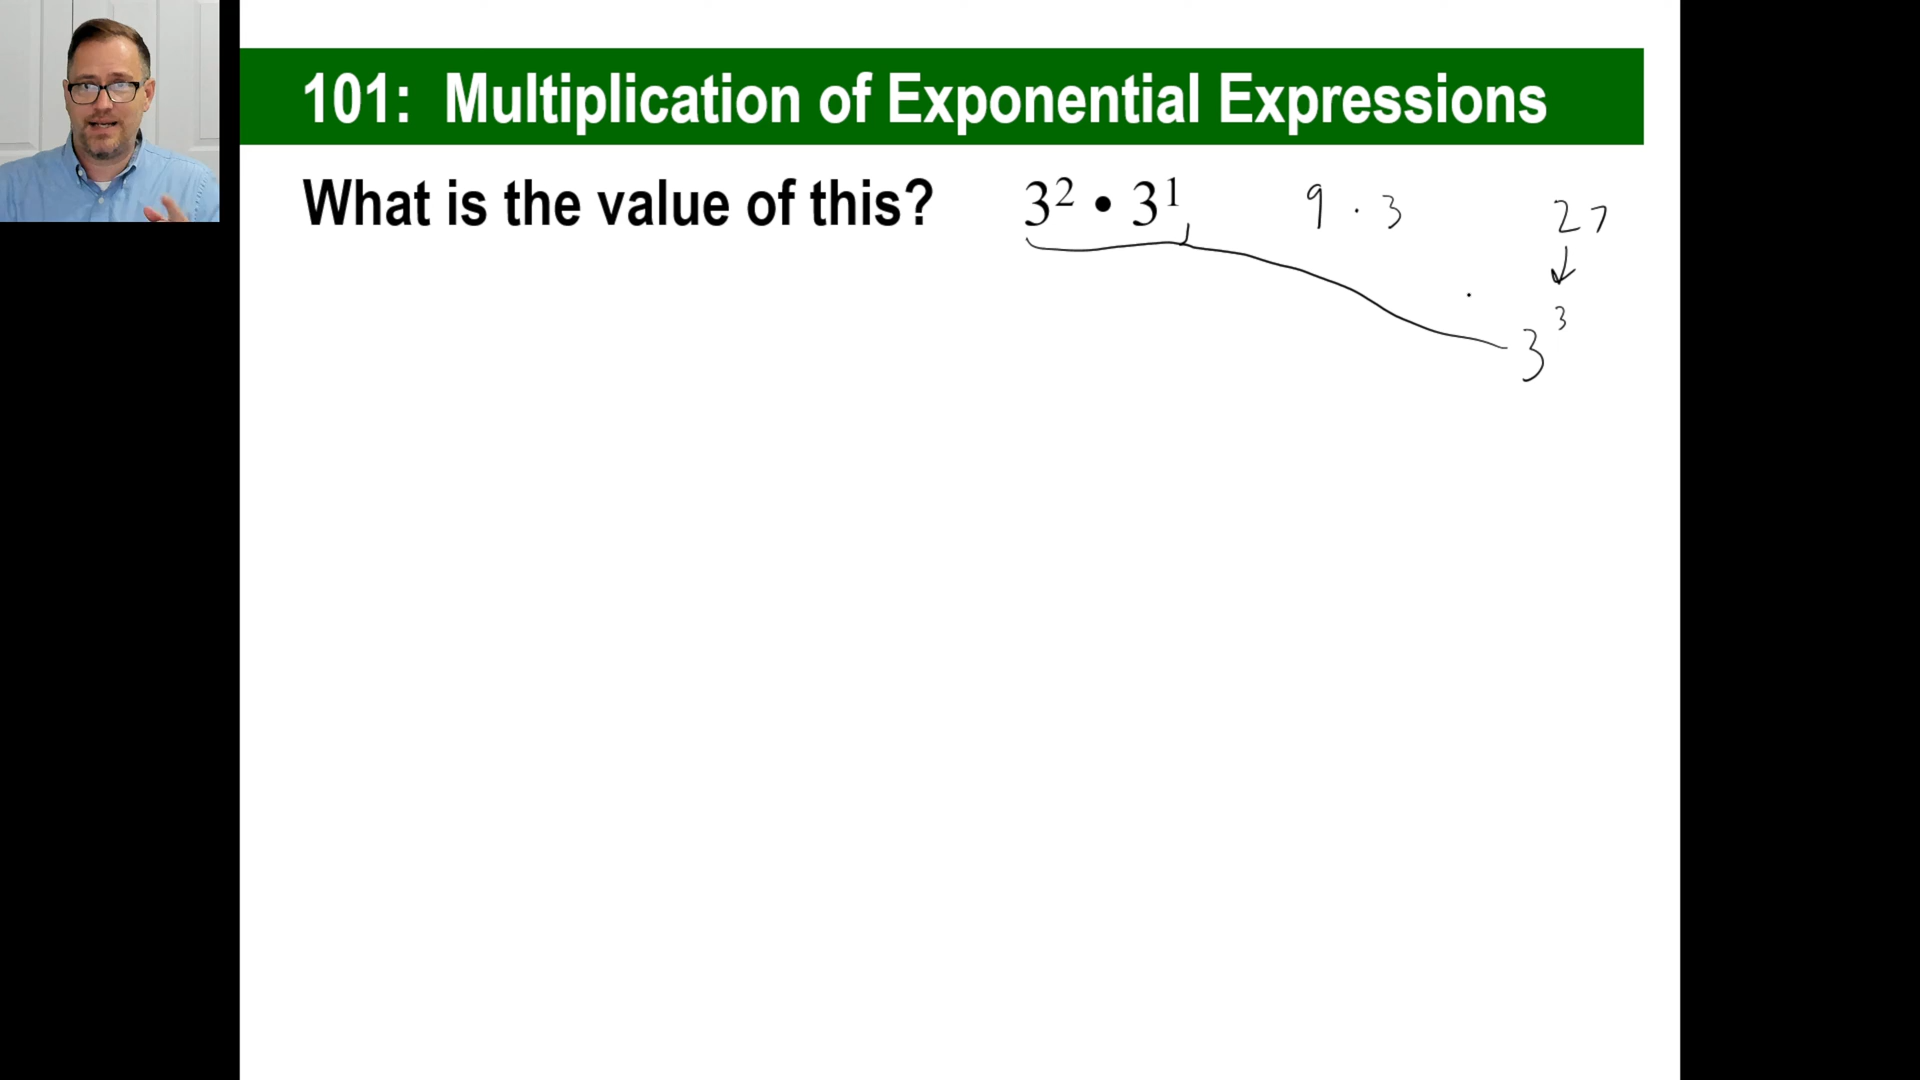 101: Multiplication of Exponential Expressions
What is the value of this? 3² • 3¹ 9 · 3 27
3³